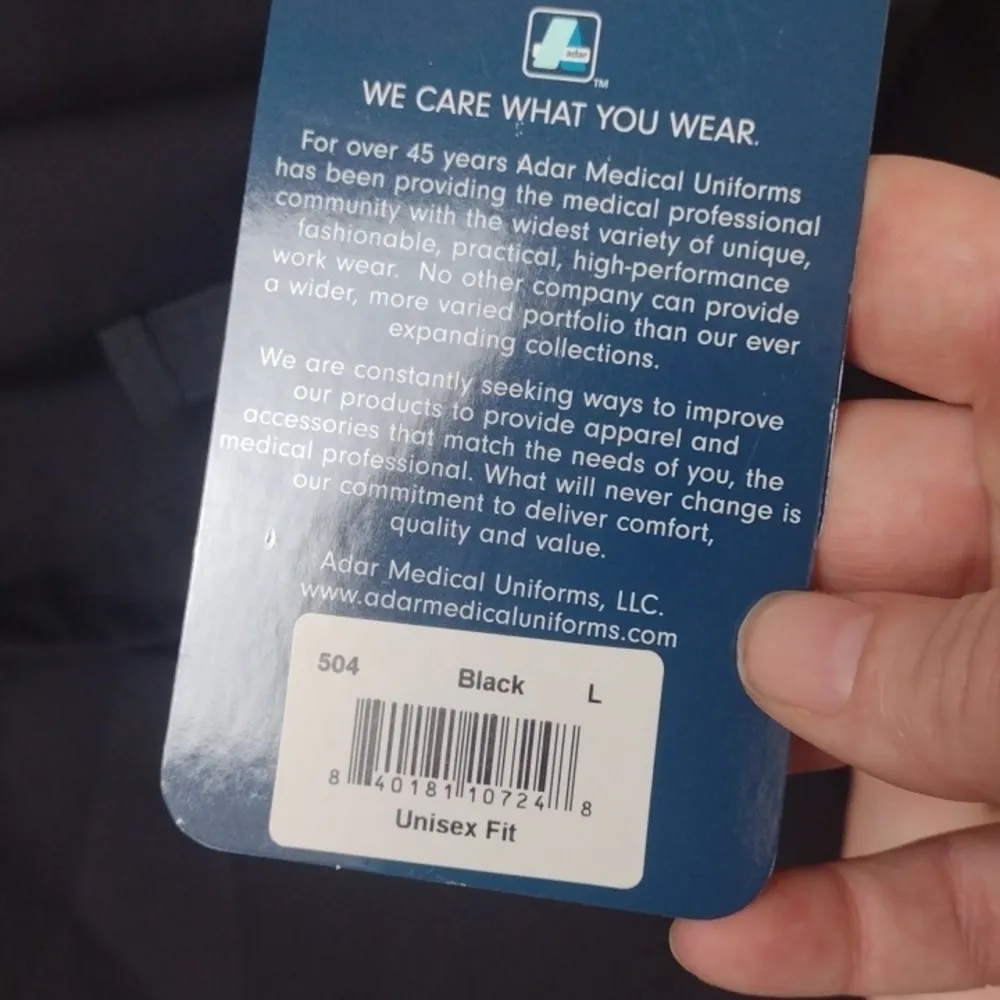 adar
TM
WE CARE WHAT YOU WEAR.
For over 45 years Adar Medical Uniforms
has been providing the medical professional
community with the widest variety of unique,
fashionable, practical, high-performance
work wear. No other company can provide
a wider, more varied portfolio than our ever
expanding collections.
We are constantly seeking ways to improve
our products to provide apparel and
accessories that match the needs of you, the
medical professional. What will never change is
our commitment to deliver comfort,
quality and value.
Adar Medical Uniforms, LLC.
www.adarmedicaluniforms.com
504 Black L
8 40181 10724 8
Unisex Fit